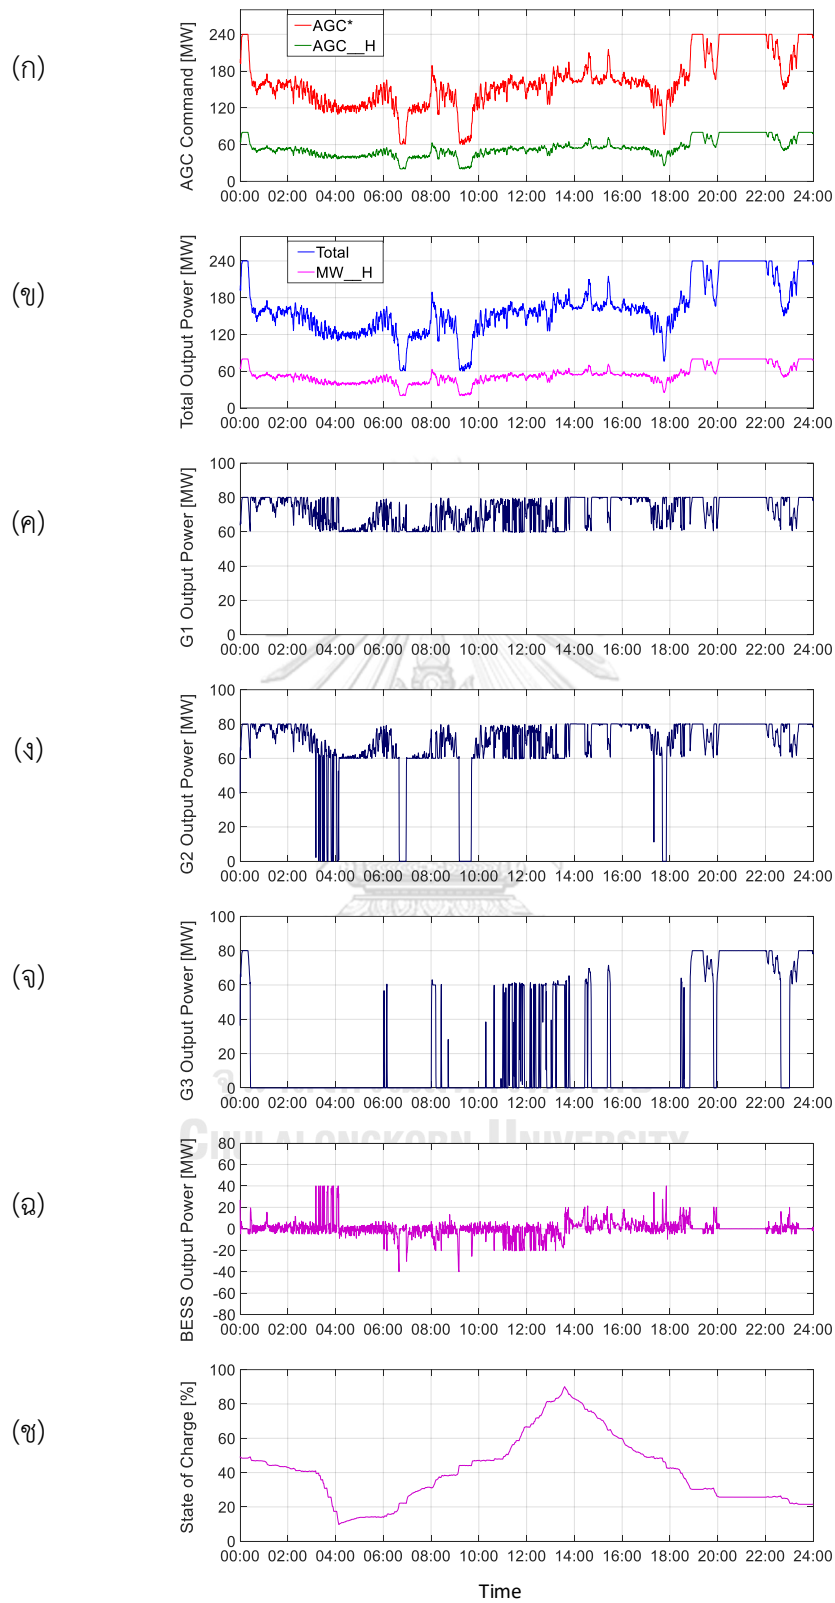 (ก)
AGC Command [MW]
AGC*
AGC__H
240
180
120
60
0
00:00 02:00 04:00 06:00 08:00 10:00 12:00 14:00 16:00 18:00 20:00 22:00 24:00
(ข)
Total Output Power [MW]
Total
MW__H
240
180
120
60
0
00:00 02:00 04:00 06:00 08:00 10:00 12:00 14:00 16:00 18:00 20:00 22:00 24:00
(ค)
G1 Output Power [MW]
100
80
60
40
20
0
00:00 02:00 04:00 06:00 08:00 10:00 12:00 14:00 16:00 18:00 20:00 22:00 24:00
(ง)
G2 Output Power [MW]
100
80
60
40
20
0
00:00 02:00 04:00 06:00 08:00 10:00 12:00 14:00 16:00 18:00 20:00 22:00 24:00
(จ)
G3 Output Power [MW]
100
80
60
40
20
0
00:00 02:00 04:00 06:00 08:00 10:00 12:00 14:00 16:00 18:00 20:00 22:00 24:00
CHULALONGKORN UNIVERSITY
(ฉ)
BESS Output Power [MW]
80
60
40
20
0
-20
-40
-60
-80
00:00 02:00 04:00 06:00 08:00 10:00 12:00 14:00 16:00 18:00 20:00 22:00 24:00
(ช)
State of Charge [%]
100
80
60
40
20
0
00:00 02:00 04:00 06:00 08:00 10:00 12:00 14:00 16:00 18:00 20:00 22:00 24:00
Time